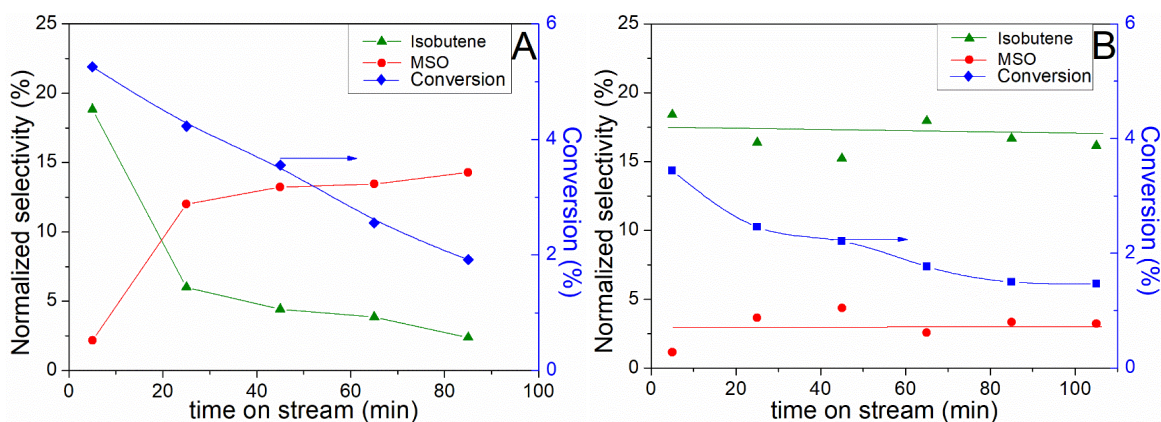 A
Isobutene
MSO
Conversion
Normalized selectivity (%)
25
20
15
10
5
0
6
4
2
0
Conversion (%)
0 20 40 60 80 100
time on stream (min)
B
Isobutene
MSO
Conversion
Normalized selectivity (%)
25
20
15
10
5
0
6
4
2
0
Conversion (%)
0 20 40 60 80 100
time on stream (min)